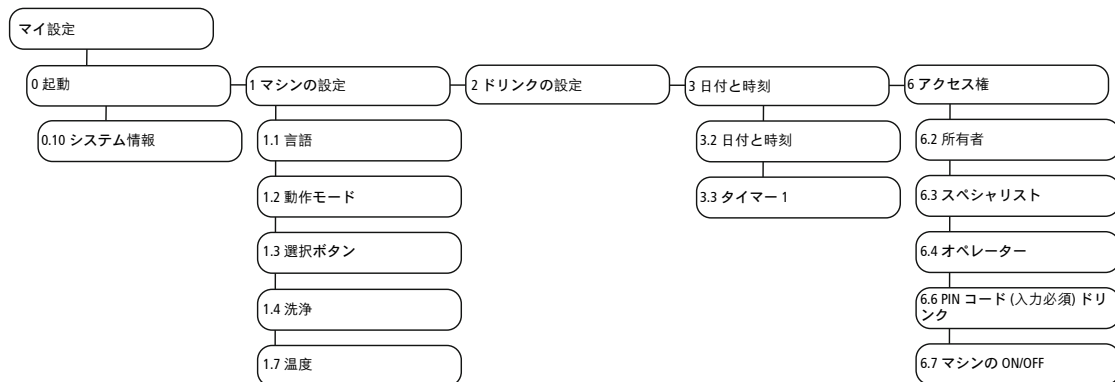 マイ設定
0 起動
1 マシンの設定
2 ドリンクの設定
3 日付と時刻
6 アクセス権
0.10 システム情報
1.1 言語
3.2 日付と時刻
6.2 所有者
1.2 動作モード
3.3 タイマー 1
6.3 スペシャリスト
1.3 選択ボタン
6.4 オペレーター
1.4 洗浄
6.6 PIN コード (入力必須) ドリ
ンク
1.7 温度
6.7 マシンの ON/OFF